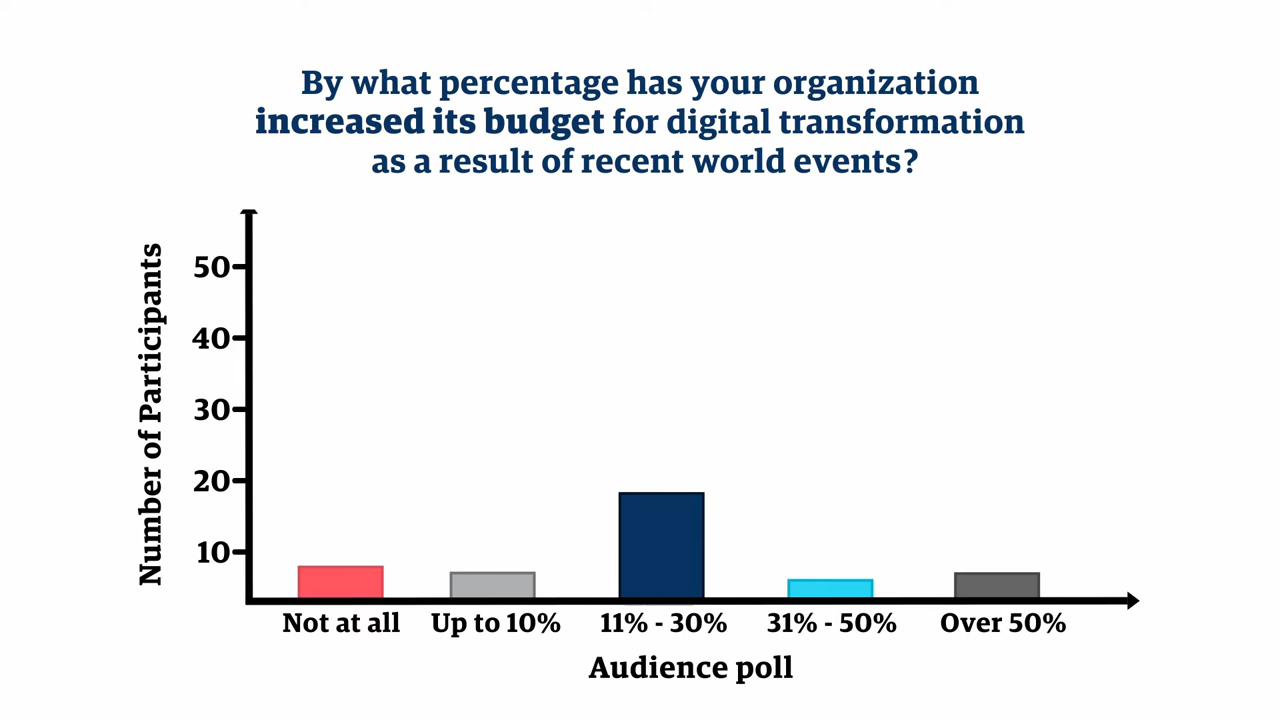 By what percentage has your organization
increased its budget for digital transformation
as a result of recent world events?
Number of Participants
50
40
30
20
10
Not at all
Up to 10%
11% - 30%
31% - 50%
Over 50%
Audience poll